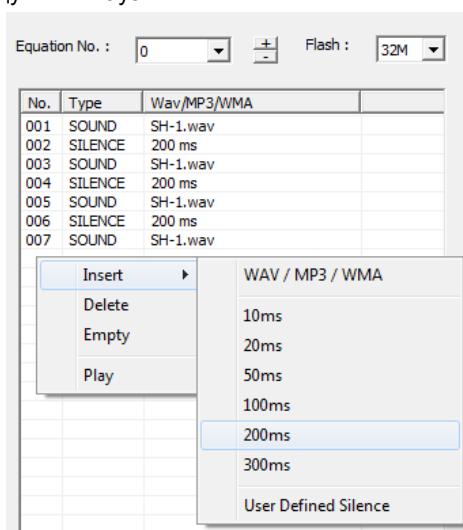 Equation No. : 0 + - Flash : 32M
No. Type Wav/MP3/WMA
001 SOUND SH-1.wav
002 SILENCE 200 ms
003 SOUND SH-1.wav
004 SILENCE 200 ms
005 SOUND SH-1.wav
006 SILENCE 200 ms
007 SOUND SH-1.wav
Insert
Delete
Empty
Play
WAV / MP3 / WMA
10ms
20ms
50ms
100ms
200ms
300ms
User Defined Silence